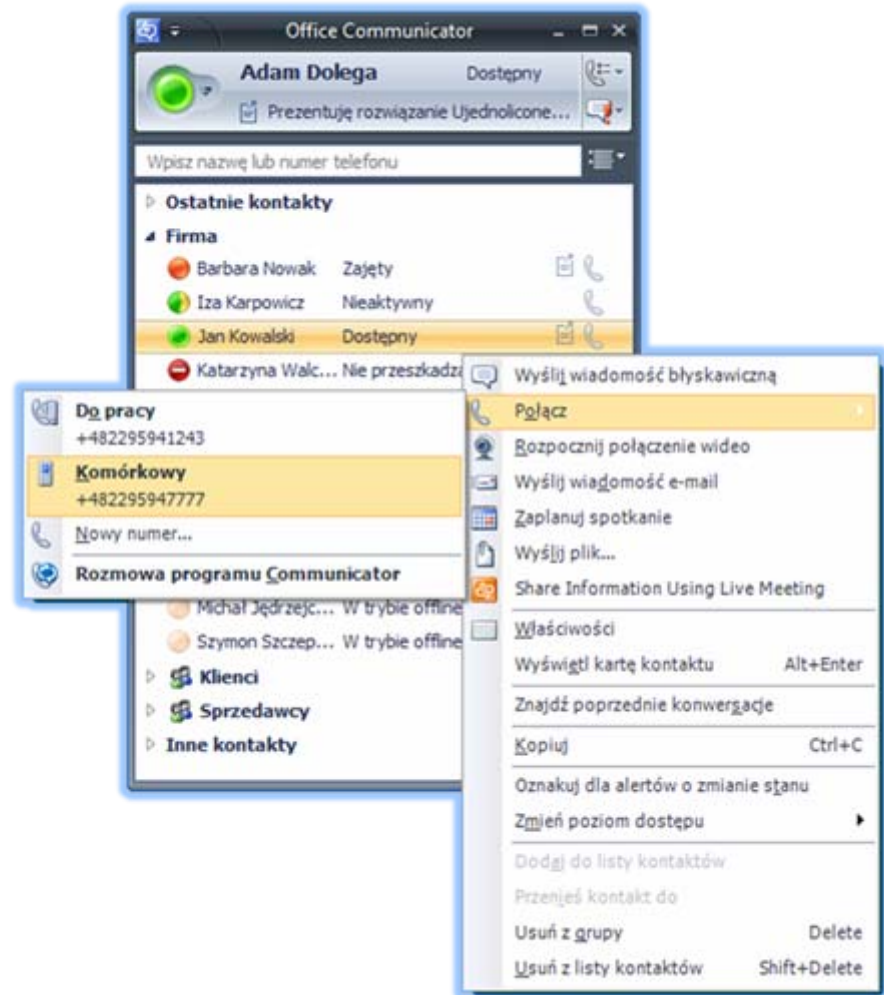 Office Communicator
Adam Dolega Dostępny
Prezentuję rozwiązanie Ujednolicone...
Wpisz nazwę lub numer telefonu
Ostatnie kontakty
Firma
Barbara Nowak Zajęty
Iza Karpowicz Nieaktywny
Jan Kowalski Dostępny
Katarzyna Walc... Nie przeszkadza
Do pracy
+482295941243
Komórkowy
+482295947777
Nowy numer...
Rozmowa programu Communicator
Michał Jędrzejc... W trybie offline
Szymon Szczep... W trybie offline
Klienci
Sprzedawcy
Inne kontakty
Wyślij wiadomość błyskawiczną
Połącz
Rozpocznij połączenie wideo
Wyślij wiadomość e-mail
Zaplanuj spotkanie
Wyślij plik...
Share Information Using Live Meeting
Właściwości
Wyświetl kartę kontaktu Alt+Enter
Znajdź poprzednie konwersacje
Kopiuj Ctrl+C
Oznakuj dla alertów o zmianie stanu
Zmień poziom dostępu
Dodaj do listy kontaktów
Przenieś kontakt do
Usuń z grupy Delete
Usuń z listy kontaktów Shift+Delete